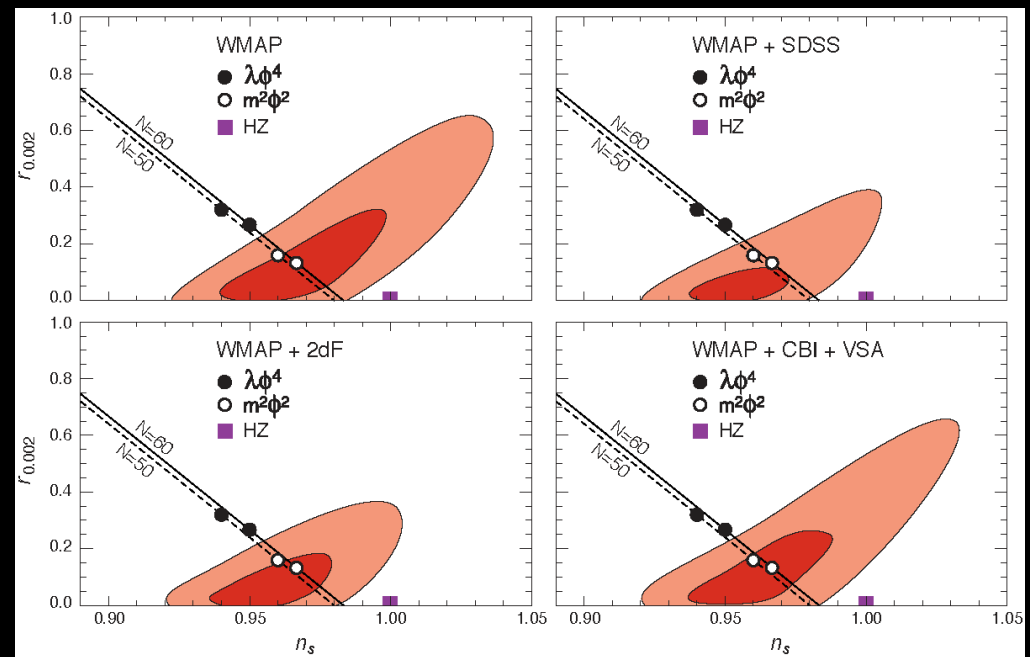 WMAP
λϕ⁴
m²ϕ²
HZ
N=60
N=50
r0.002
1.0
0.8
0.6
0.4
0.2
0.0
WMAP + SDSS
λϕ⁴
m²ϕ²
HZ
N=60
N=50
WMAP + 2dF
λϕ⁴
m²ϕ²
HZ
N=60
N=50
r0.002
1.0
0.8
0.6
0.4
0.2
0.0
0.90 0.95 1.00 1.05
ns
WMAP + CBI + VSA
λϕ⁴
m²ϕ²
HZ
N=60
N=50
0.90 0.95 1.00 1.05
ns